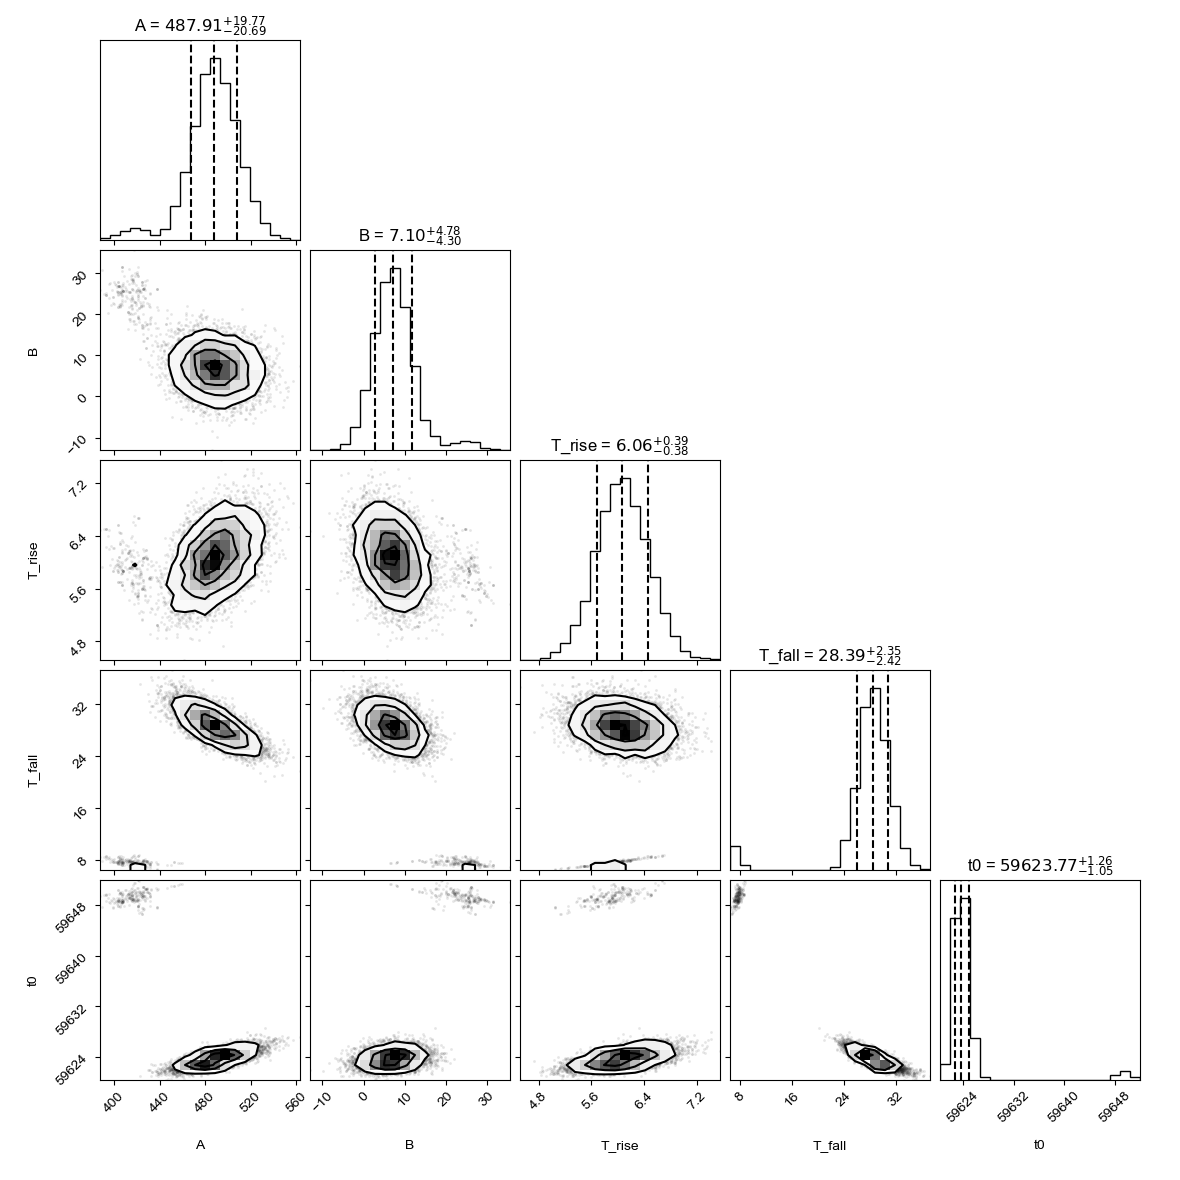 A = 487.91+19.77−20.69
B = 7.10+4.78−4.30
30
20
10
0
−10
B
T_rise = 6.06+0.39−0.38
7.2
6.4
5.6
4.8
T_rise
T_fall = 28.39+2.35−2.42
32
24
16
8
T_fall
t0 = 59623.77+1.26−1.05
59648
59640
59632
59624
t0
400 440 480 520 560 −10 0 10 20 30 4.8 5.6 6.4 7.2 8 16 24 32 59624 59632 59640 59648
A B T_rise T_fall t0